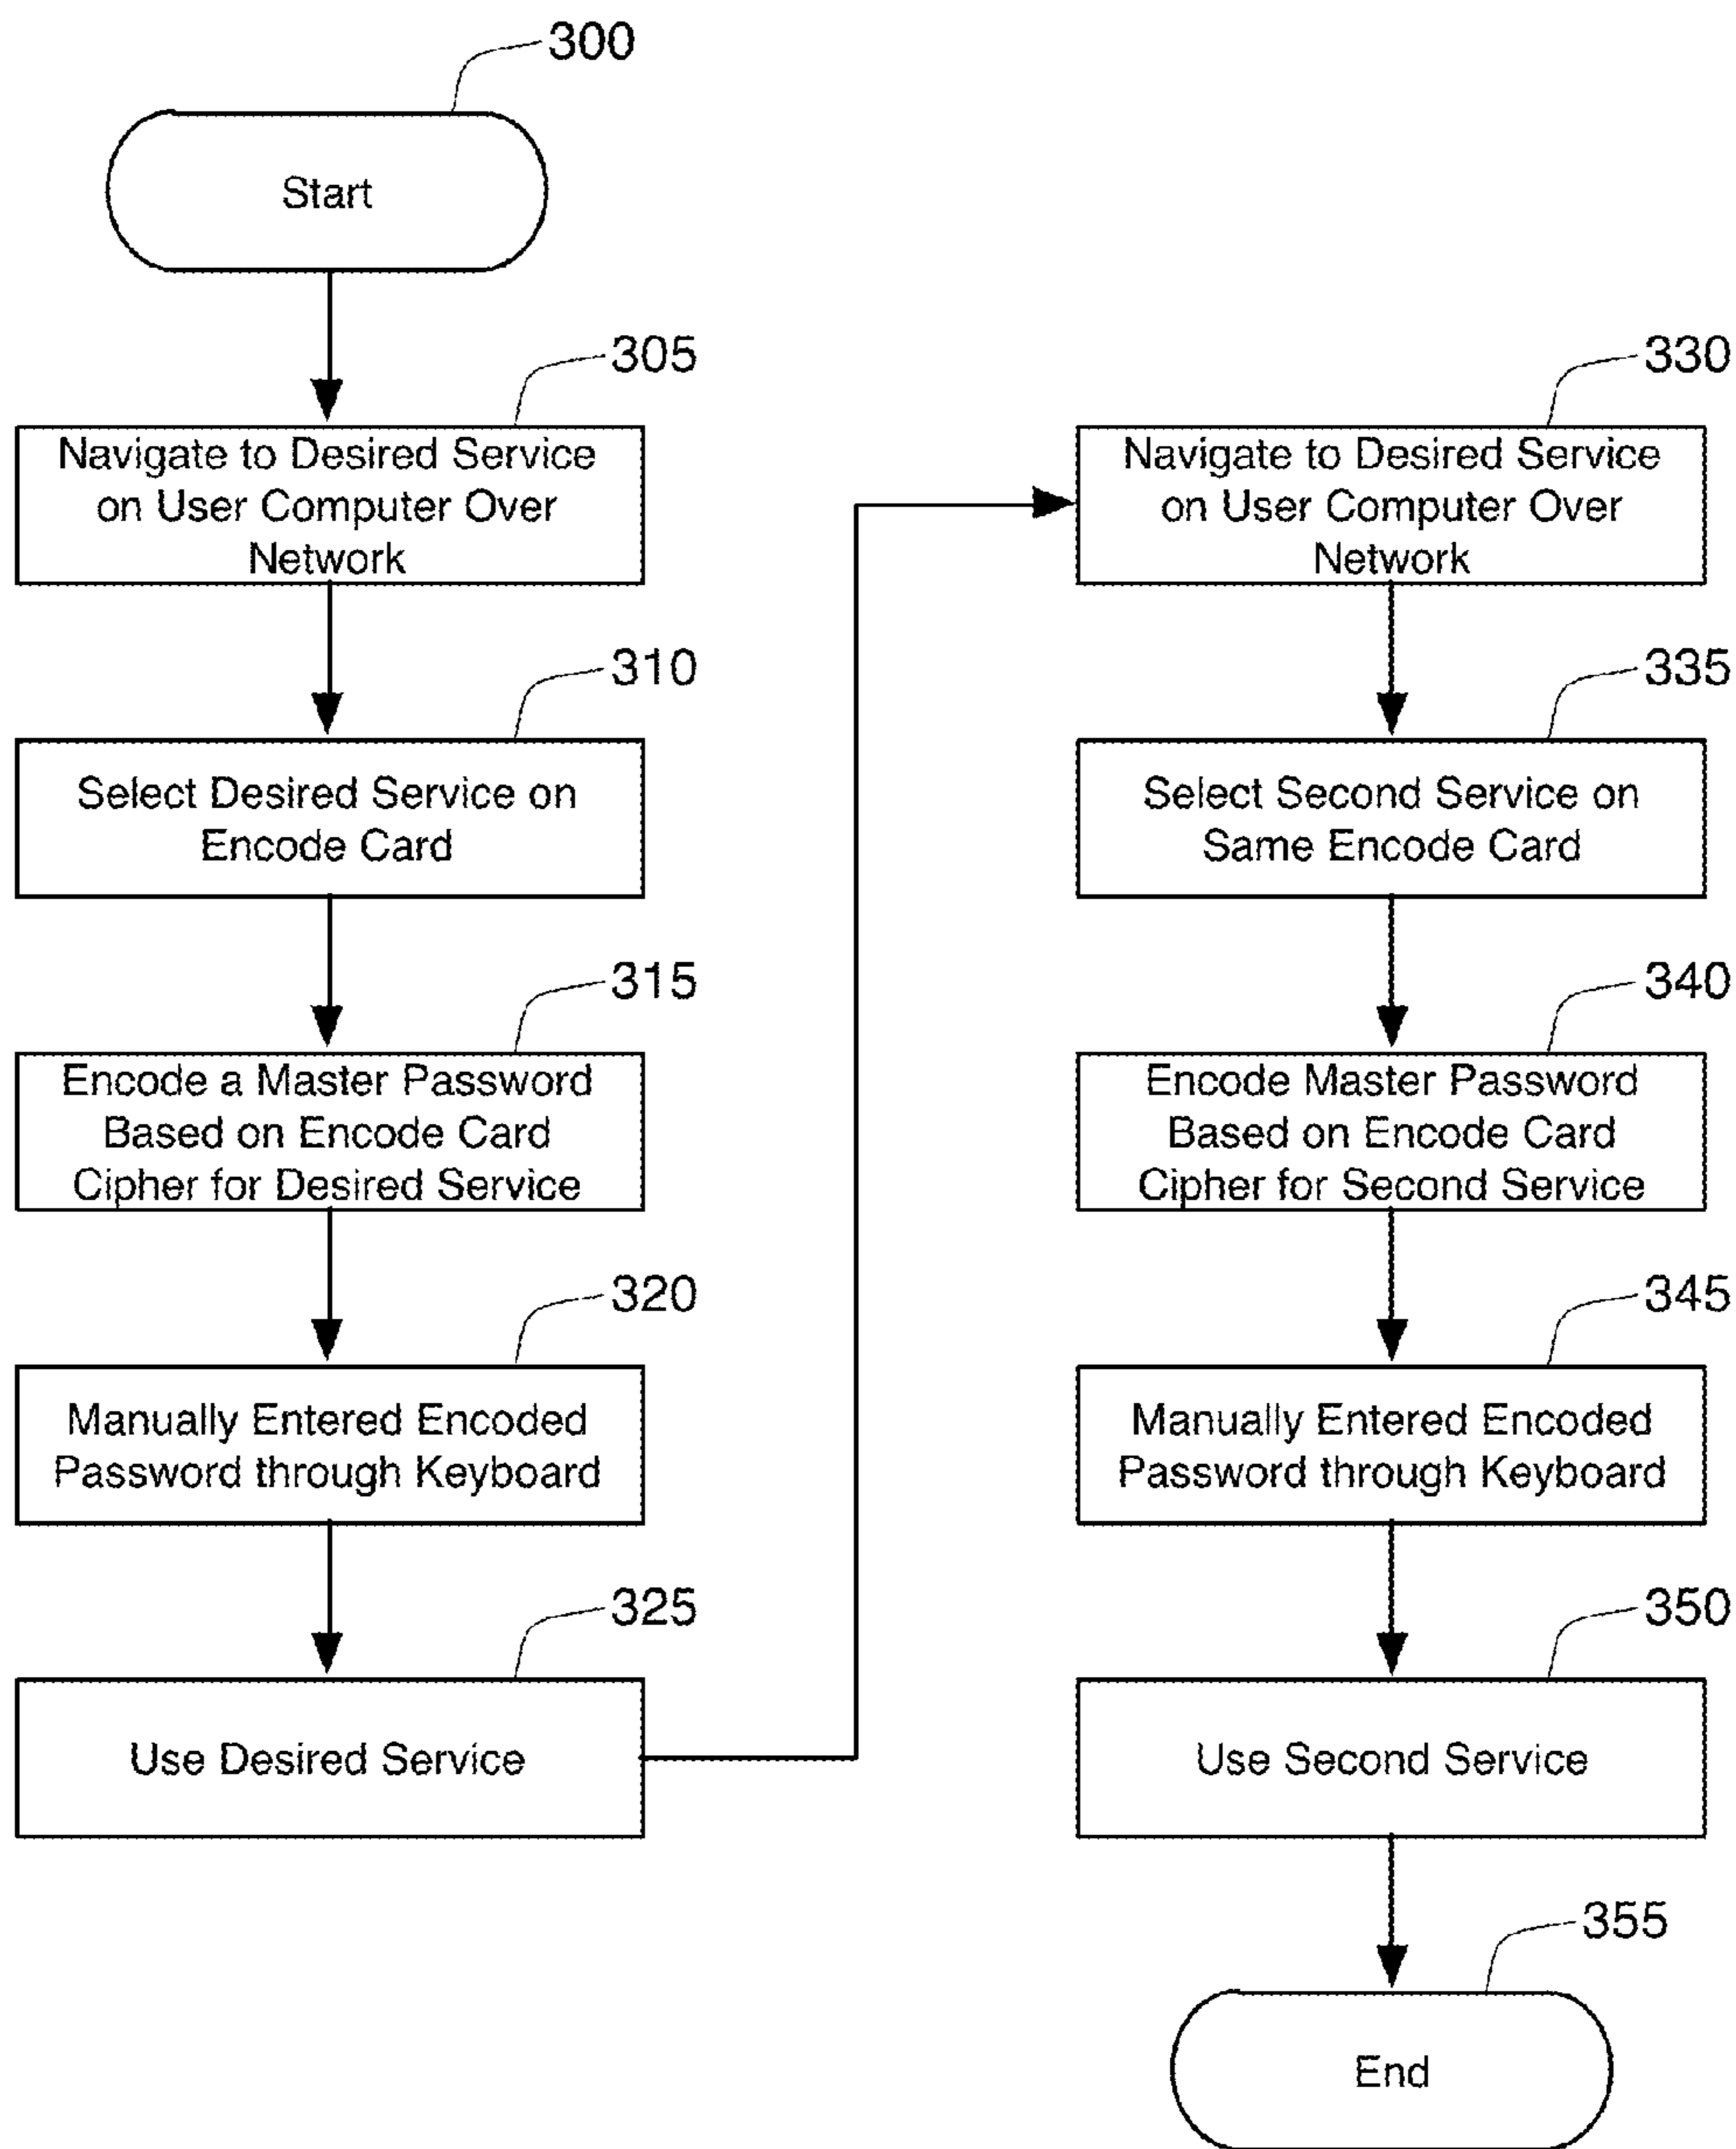 300
Start
305
Navigate to Desired Service
on User Computer Over
Network
310
Select Desired Service on
Encode Card
315
Encode a Master Password
Based on Encode Card
Cipher for Desired Service
320
Manually Entered Encoded
Password through Keyboard
325
Use Desired Service
330
Navigate to Desired Service
on User Computer Over
Network
335
Select Second Service on
Same Encode Card
340
Encode Master Password
Based on Encode Card
Cipher for Second Service
345
Manually Entered Encoded
Password through Keyboard
350
Use Second Service
355
End